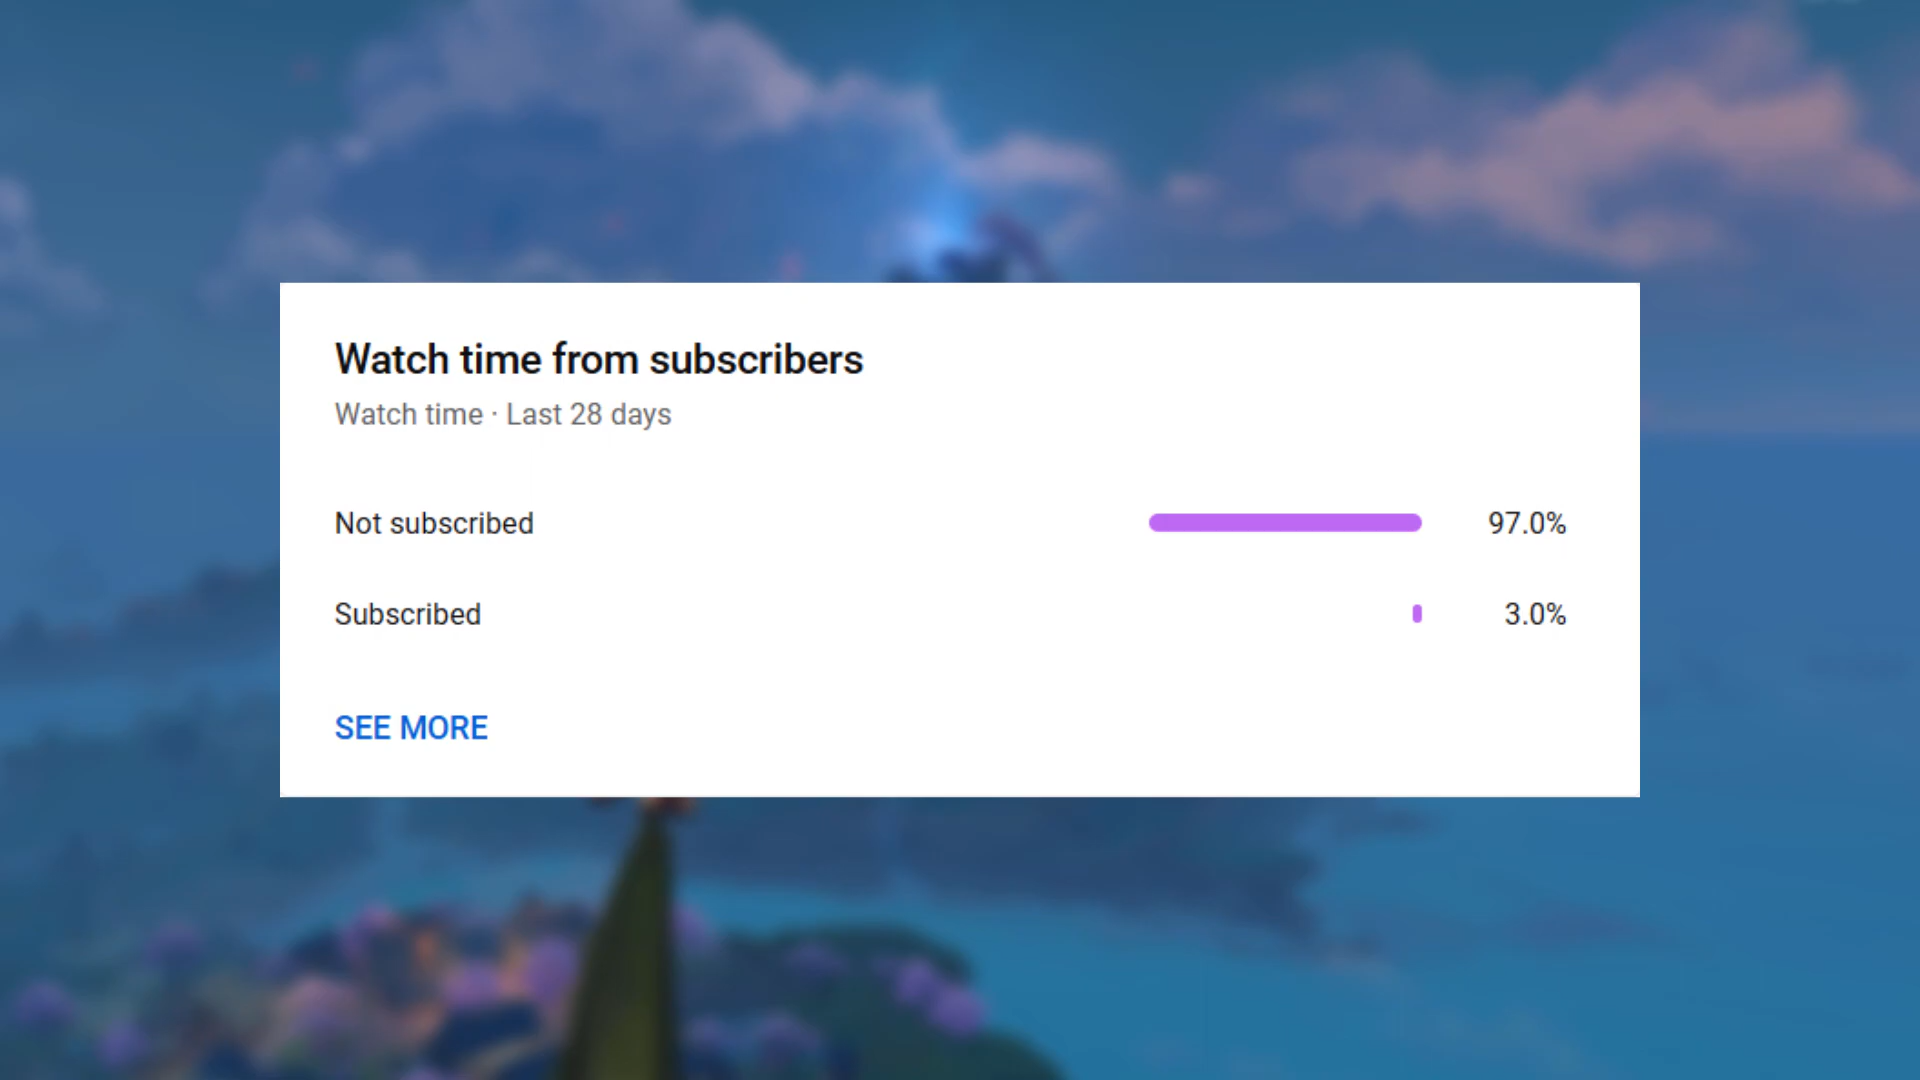 Watch time from subscribers
Watch time · Last 28 days
Not subscribed 97.0%
Subscribed 3.0%
SEE MORE